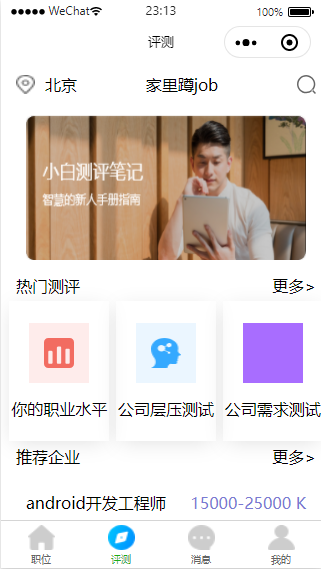 WeChat 23:13 100%
评测
北京 家里蹲job
小白测评笔记
智慧的新人手册指南
热门测评 更多>
你的职业水平 公司层压测试 公司需求测试
推荐企业 更多>
android开发工程师 15000-25000 K
职位 评测 消息 我的